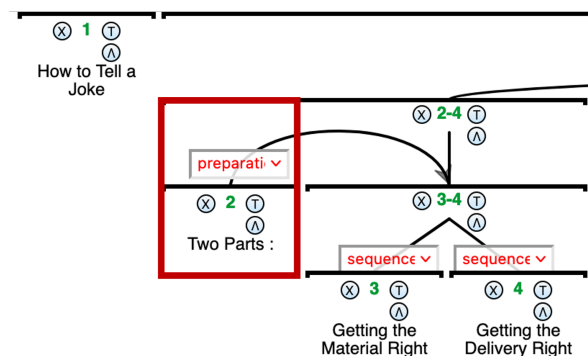 X 1 T
Λ
How to Tell a
Joke
X 2-4 T
Λ
preparati
X 2 T
Λ
Two Parts :
X 3-4 T
Λ
sequence
sequence
X 3 T
Λ
Getting the
Material Right
X 4 T
Λ
Getting the
Delivery Right